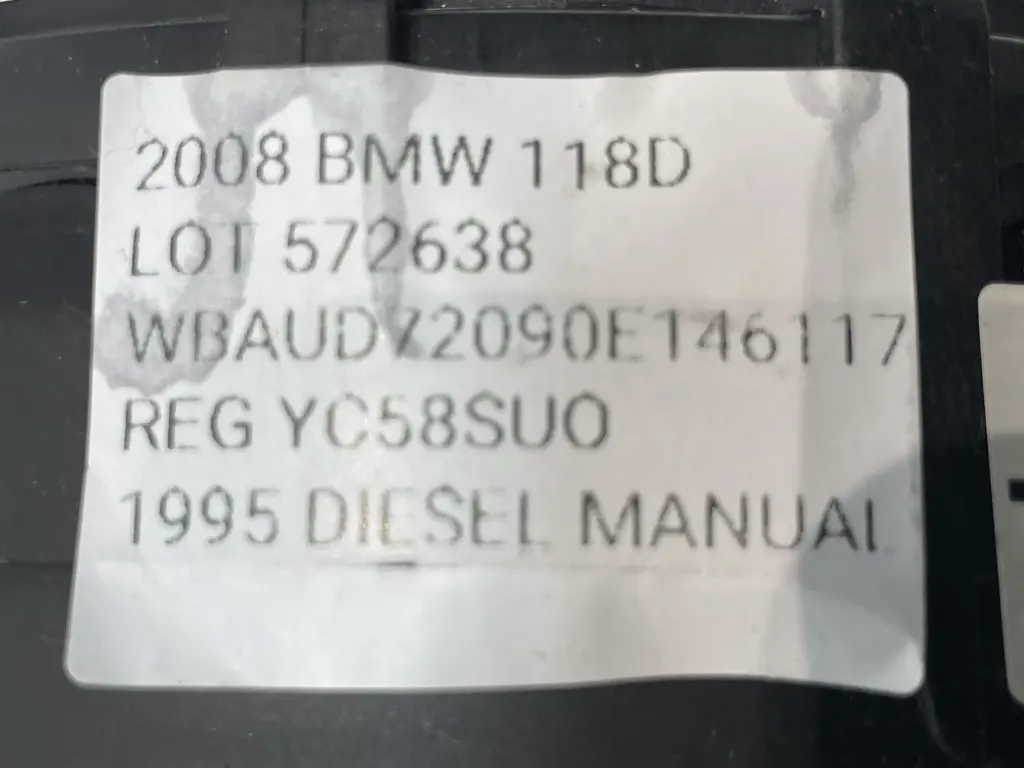 2008 BMW 118D
LOT 572638
WBAUD72090E146117
REG YC58SUO
1995 DIESEL MANUAL